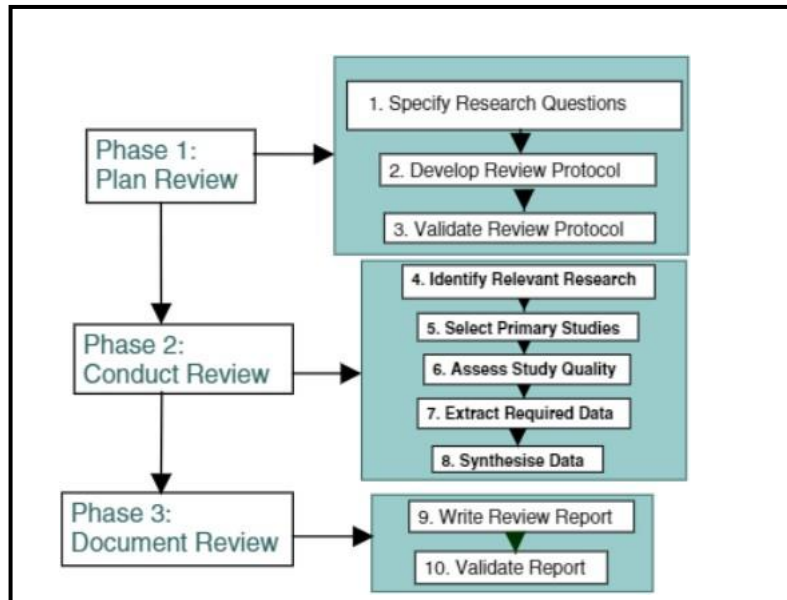 Phase 1:
Plan Review
1. Specify Research Questions
2. Develop Review Protocol
3. Validate Review Protocol
Phase 2:
Conduct Review
4. Identify Relevant Research
5. Select Primary Studies
6. Assess Study Quality
7. Extract Required Data
8. Synthesise Data
Phase 3:
Document Review
9. Write Review Report
10. Validate Report